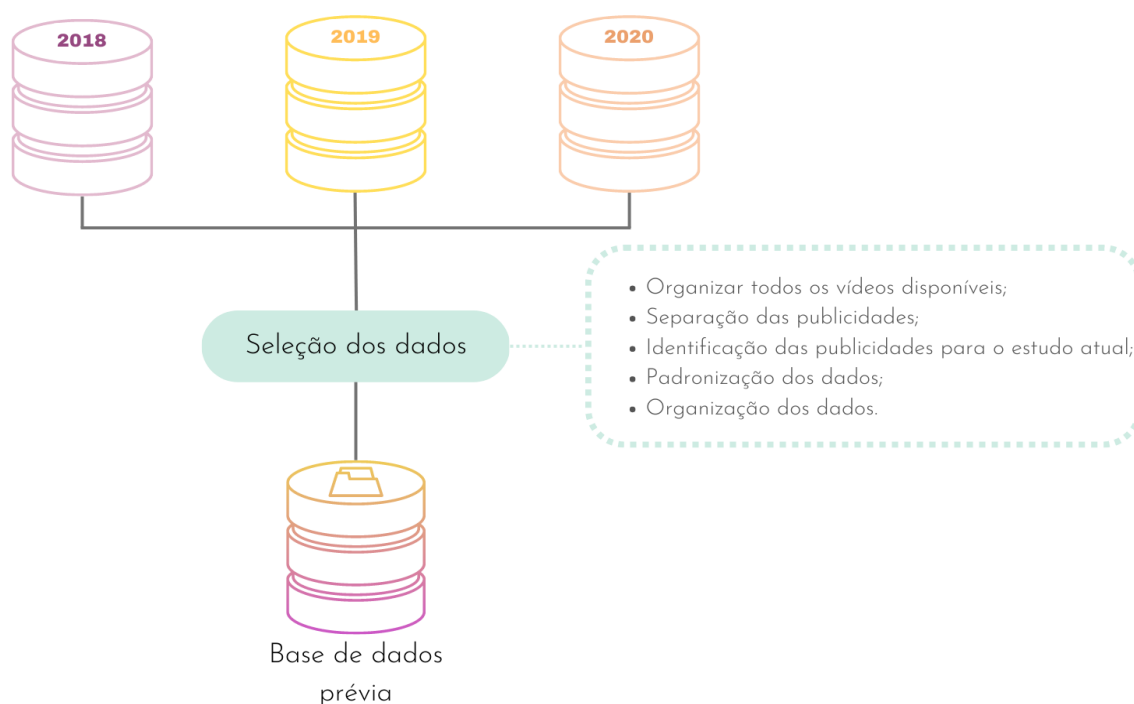 2018
2019
2020
Seleção dos dados
• Organizar todos os vídeos disponíveis;
• Separação das publicidades;
• Identificação das publicidades para o estudo atual;
• Padronização dos dados;
• Organização dos dados.
Base de dados
prévia